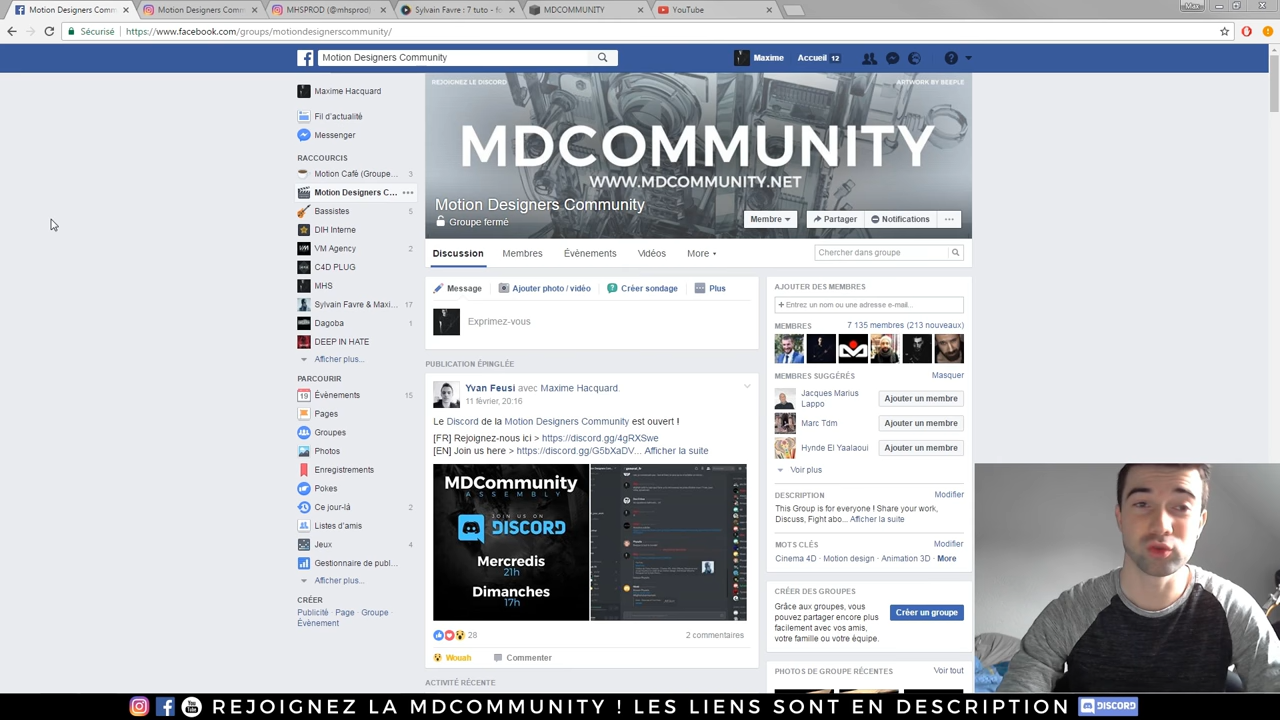 Motion Designers Comm
Motion Designers Comm
MHSPROD (@mhsprod)
Sylvain Favre : 7 tuto - fo
MDCOMMUNITY
YouTube
Sécurisé
https://www.facebook.com/groups/motiondesignerscommunity/
Motion Designers Community
Maxime
Accueil 12
Maxime Hacquard
Fil d'actualité
Messenger
RACCOURCIS
Motion Café (Groupe... 3
Motion Designers C...
Bassistes 5
DIH Interne
VM Agency 2
C4D PLUG
MHS
Sylvain Favre & Maxi... 17
Dagoba 1
DEEP IN HATE
Afficher plus...
PARCOURIR
Évènements 15
Pages
Groupes
Photos
Enregistrements
Pokes
Ce jour-là 2
Listes d'amis
Jeux 4
Gestionnaire de publ...
Afficher plus...
CRÉER
Publicité · Page · Groupe ·
Évènement
REJOIGNEZ LE DISCORD
ARTWORK BY BEEPLE
MDCOMMUNITY
WWW.MDCOMMUNITY.NET
Motion Designers Community
Groupe fermé
Membre
Partager
Notifications
Discussion
Membres
Évènements
Vidéos
More
Chercher dans groupe
Message
Ajouter photo / vidéo
Créer sondage
Plus
Exprimez-vous
PUBLICATION ÉPINGLÉE
Yvan Feusi avec Maxime Hacquard.
11 février, 20:16
Le Discord de la Motion Designers Community est ouvert !
[FR] Rejoignez-nous ici > https://discord.gg/4gRXSwe
[EN] Join us here > https://discord.gg/G5bXaDV... Afficher la suite
MDCommunity
ASSEMBLY
JOIN US ON
DISCORD
Mercredis
21h
Dimanches
17h
28
2 commentaires
Wouah
Commenter
ACTIVITÉ RÉCENTE
AJOUTER DES MEMBRES
+ Entrez un nom ou une adresse e-mail...
MEMBRES
7 135 membres (213 nouveaux)
MEMBRES SUGGÉRÉS
Masquer
Jacques Marius
Lappo
Ajouter un membre
Marc Tdm
Ajouter un membre
Hynde El Yaalaoui
Ajouter un membre
Voir plus
DESCRIPTION
Modifier
This Group is for everyone ! Share your work,
Discuss, Fight abo... Afficher la suite
MOTS CLÉS
Modifier
Cinema 4D · Motion design · Animation 3D · More
CRÉER DES GROUPES
Grâce aux groupes, vous
pouvez partager encore plus
facilement avec vos amis,
votre famille ou votre équipe.
Créer un groupe
PHOTOS DE GROUPE RÉCENTES
Voir tout
REJOIGNEZ LA MDCOMMUNITY ! LES LIENS SONT EN DESCRIPTION
DISCORD